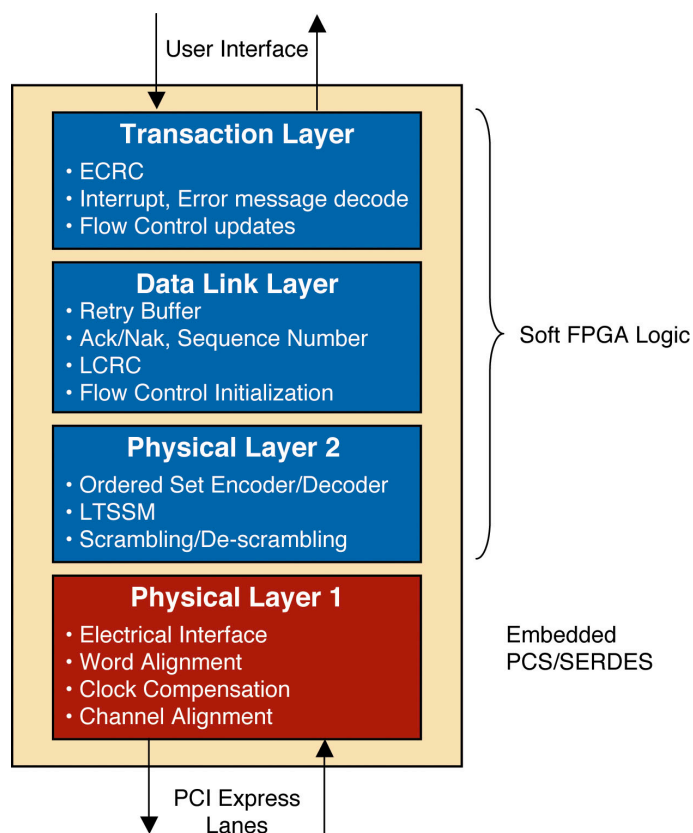 User Interface
Transaction Layer
• ECRC
• Interrupt, Error message decode
• Flow Control updates
Data Link Layer
• Retry Buffer
• Ack/Nak, Sequence Number
• LCRC
• Flow Control Initialization
Soft FPGA Logic
Physical Layer 2
• Ordered Set Encoder/Decoder
• LTSSM
• Scrambling/De-scrambling
Physical Layer 1
• Electrical Interface
• Word Alignment
• Clock Compensation
• Channel Alignment
Embedded
PCS/SERDES
PCI Express
Lanes